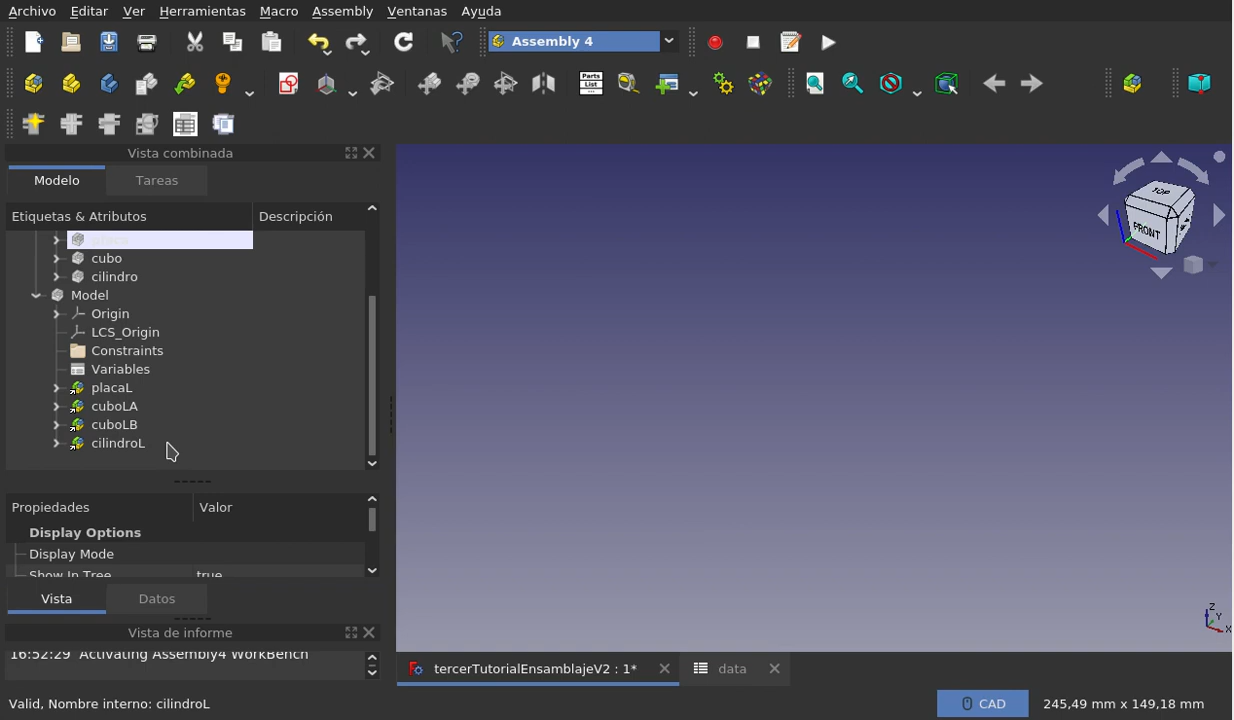 Archivo Editar Ver Herramientas Macro Assembly Ventanas Ayuda
Assembly 4
Parts List
Vista combinada
Modelo Tareas
Etiquetas & Atributos Descripción
cubo
cilindro
Model
Origin
LCS_Origin
Constraints
Variables
placaL
cuboLA
cuboLB
cilindroL
Propiedades Valor
Display Options
Display Mode
Show In Tree true
Vista Datos
Vista de informe
16:52:29 Activating Assembly4 WorkBench
TOP
FRONT
Z
Y
X
tercerTutorialEnsamblajeV2 : 1* data
Valid, Nombre interno: cilindroL CAD 245,49 mm x 149,18 mm